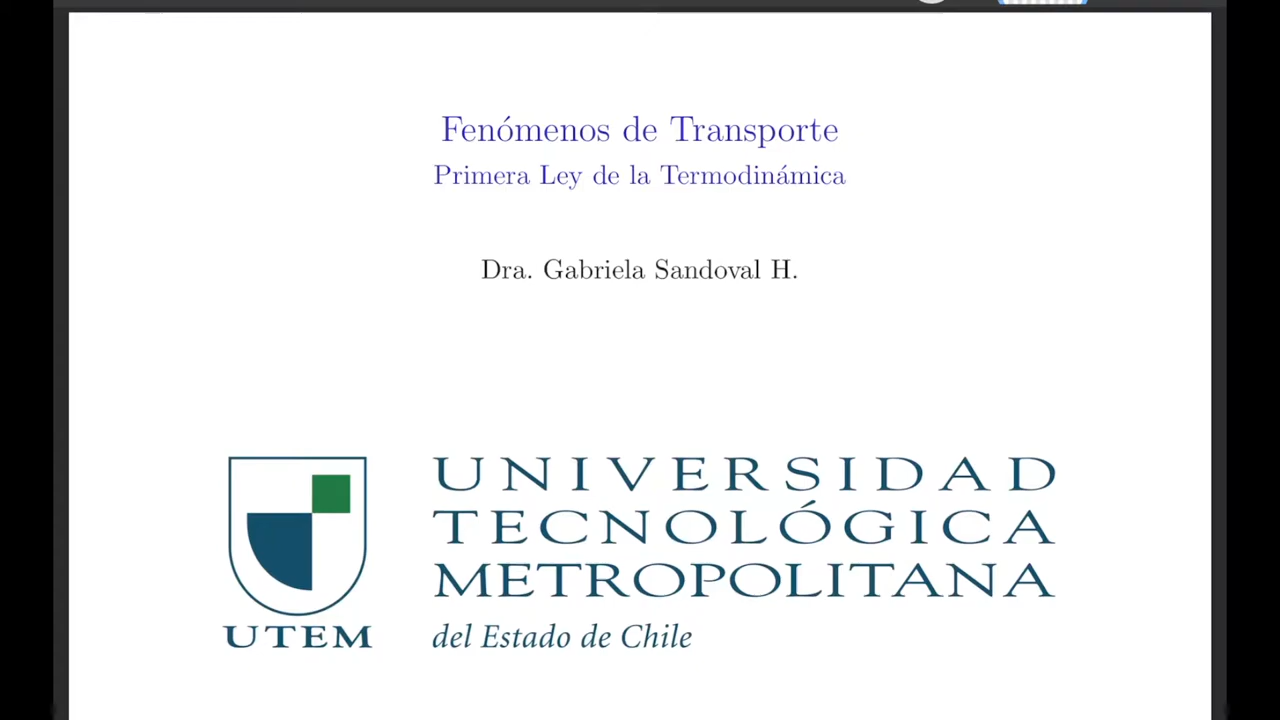 Fenómenos de Transporte
Primera Ley de la Termodinámica
Dra. Gabriela Sandoval H.
UNIVERSIDAD
TECNOLÓGICA
METROPOLITANA
del Estado de Chile
UTEM